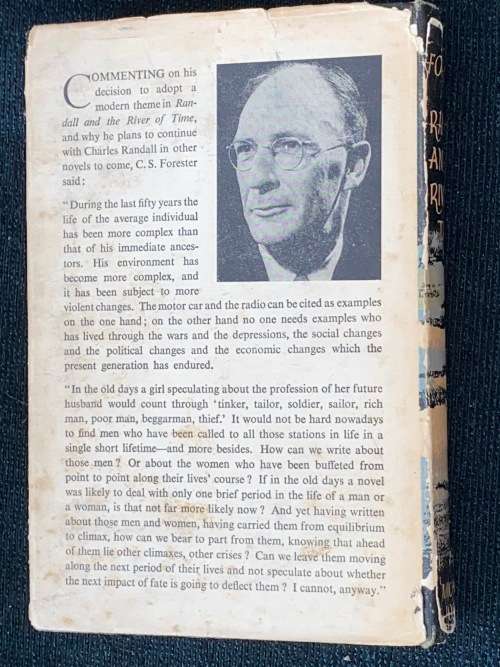 COMMENTING on his
decision to adopt a
modern theme in Ran-
dall and the River of Time,
and why he plans to continue
with Charles Randall in other
novels to come, C. S. Forester
said:
“During the last fifty years the
life of the average individual
has been more complex than
that of his immediate ances-
tors. His environment has
become more complex, and
it has been subject to more
violent changes. The motor car and the radio can be cited as examples
on the one hand; on the other hand no one needs examples who
has lived through the wars and the depressions, the social changes
and the political changes and the economic changes which the
present generation has endured.
“In the old days a girl speculating about the profession of her future
husband would count through ‘tinker, tailor, soldier, sailor, rich
man, poor man, beggarman, thief.’ It would not be hard nowadays
to find men who have been called to all those stations in life in a
single short lifetime—and more besides. How can we write about
those men? Or about the women who have been buffeted from
point to point along their lives’ course? If in the old days a novel
was likely to deal with only one brief period in the life of a man or
a woman, is that not far more likely now? And yet having written
about those men and women, having carried them from equilibrium
to climax, how can we bear to part from them, knowing that ahead
of them lie other climaxes, other crises? Can we leave them moving
along the next period of their lives and not speculate about whether
the next impact of fate is going to deflect them? I cannot, anyway.”
FO
RA
AN
RIV